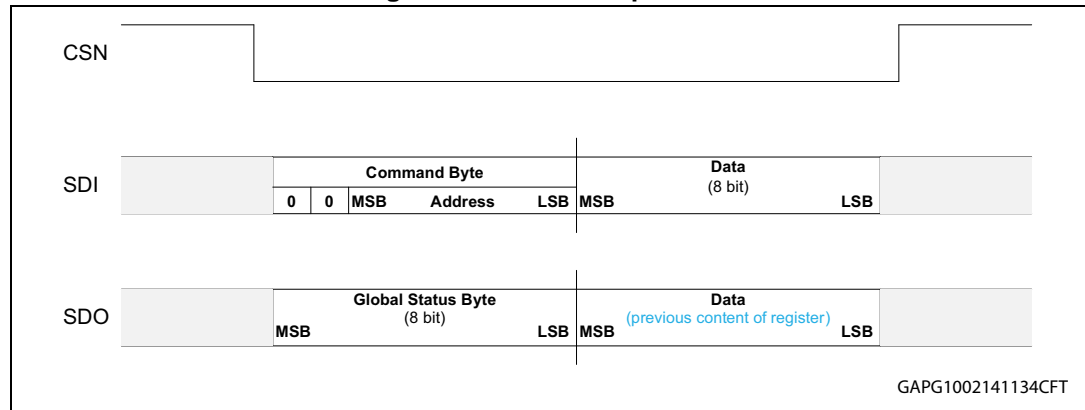 CSN
SDI
Command Byte
0 0 MSB Address LSB
Data
(8 bit)
MSB LSB
SDO
Global Status Byte
(8 bit)
MSB LSB
Data
(previous content of register)
MSB LSB
GAPG1002141134CFT